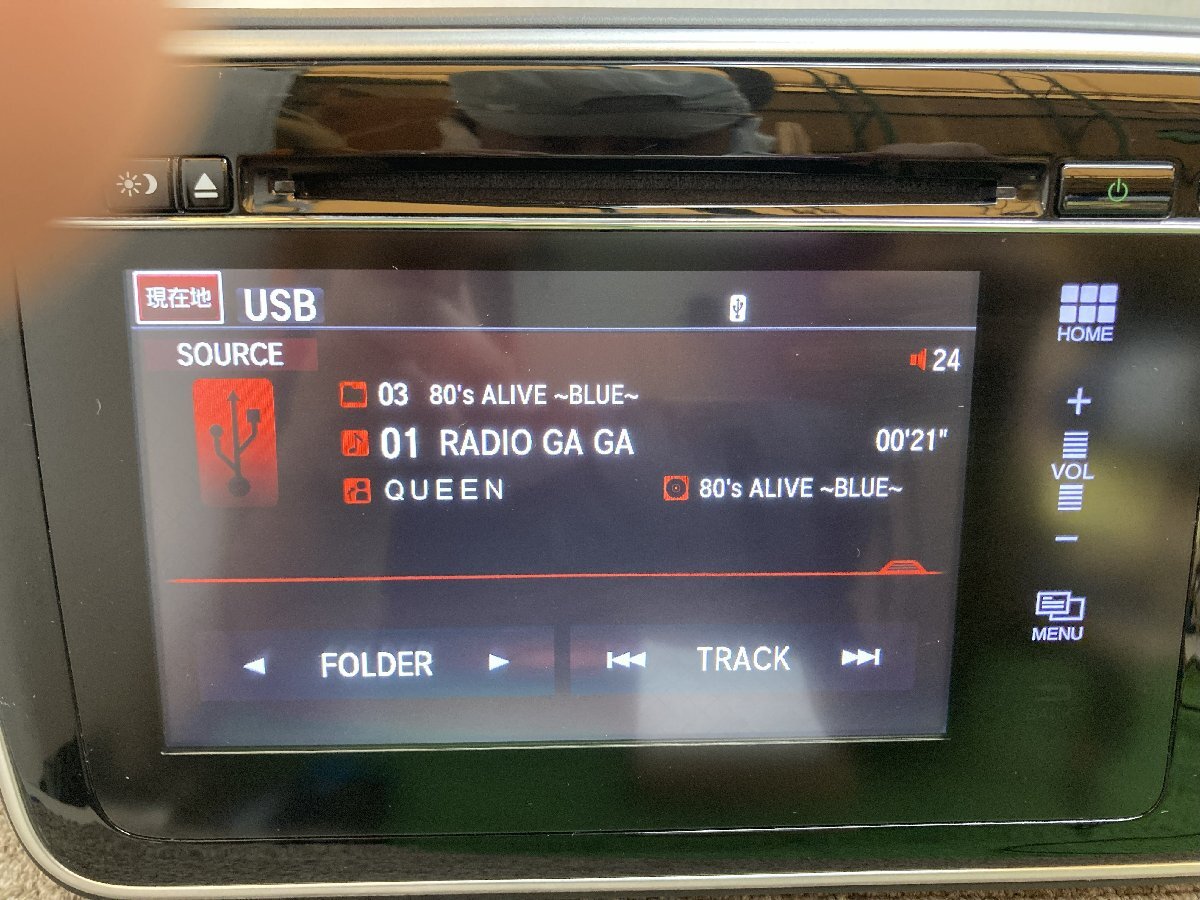 現在地 USB
HOME
SOURCE
24
03 80's ALIVE ~BLUE~
01 RADIO GA GA 00'21"
QUEEN 80's ALIVE ~BLUE~
+
VOL
−
MENU
FOLDER TRACK